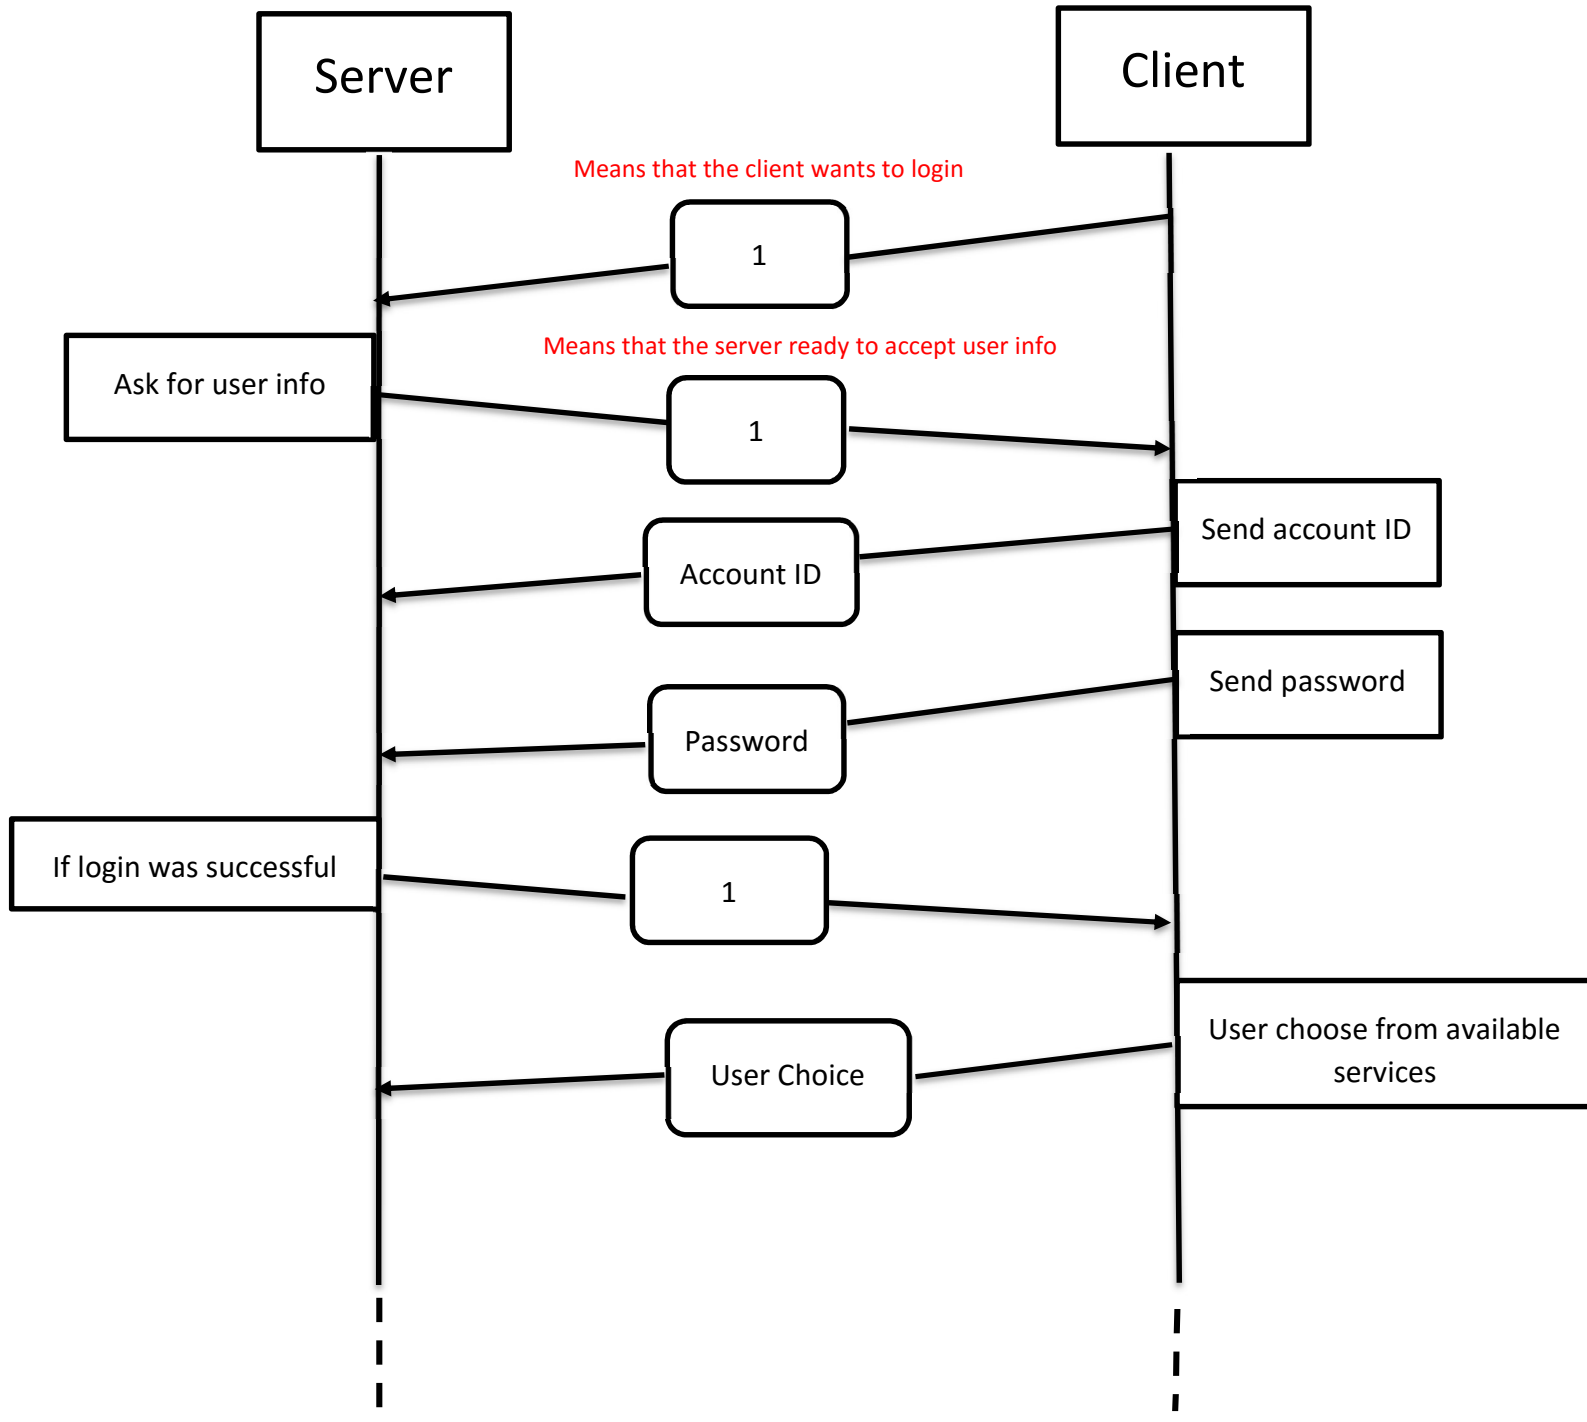 Server
Client
Means that the client wants to login
1
Means that the server ready to accept user info
Ask for user info
1
Send account ID
Account ID
Send password
Password
If login was successful
1
User choose from available
services
User Choice